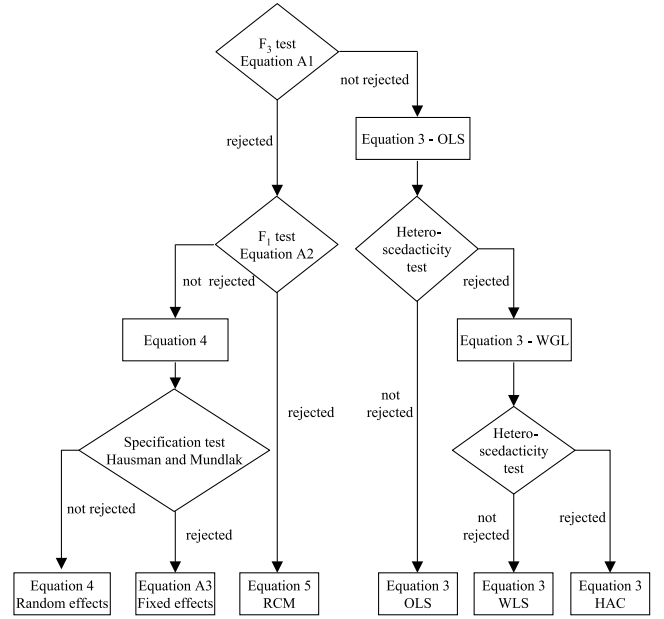 F₃ test
Equation A1
not rejected
rejected
Equation 3 - OLS
F₁ test
Equation A2
Hetero-
scedacticity
test
not rejected
rejected
Equation 4
Equation 3 - WGL
not
rejected
rejected
Specification test
Hausman and Mundlak
Hetero-
scedacticity
test
not rejected
rejected
not
rejected
rejected
Equation 4
Random effects
Equation A3
Fixed effects
Equation 5
RCM
Equation 3
OLS
Equation 3
WLS
Equation 3
HAC